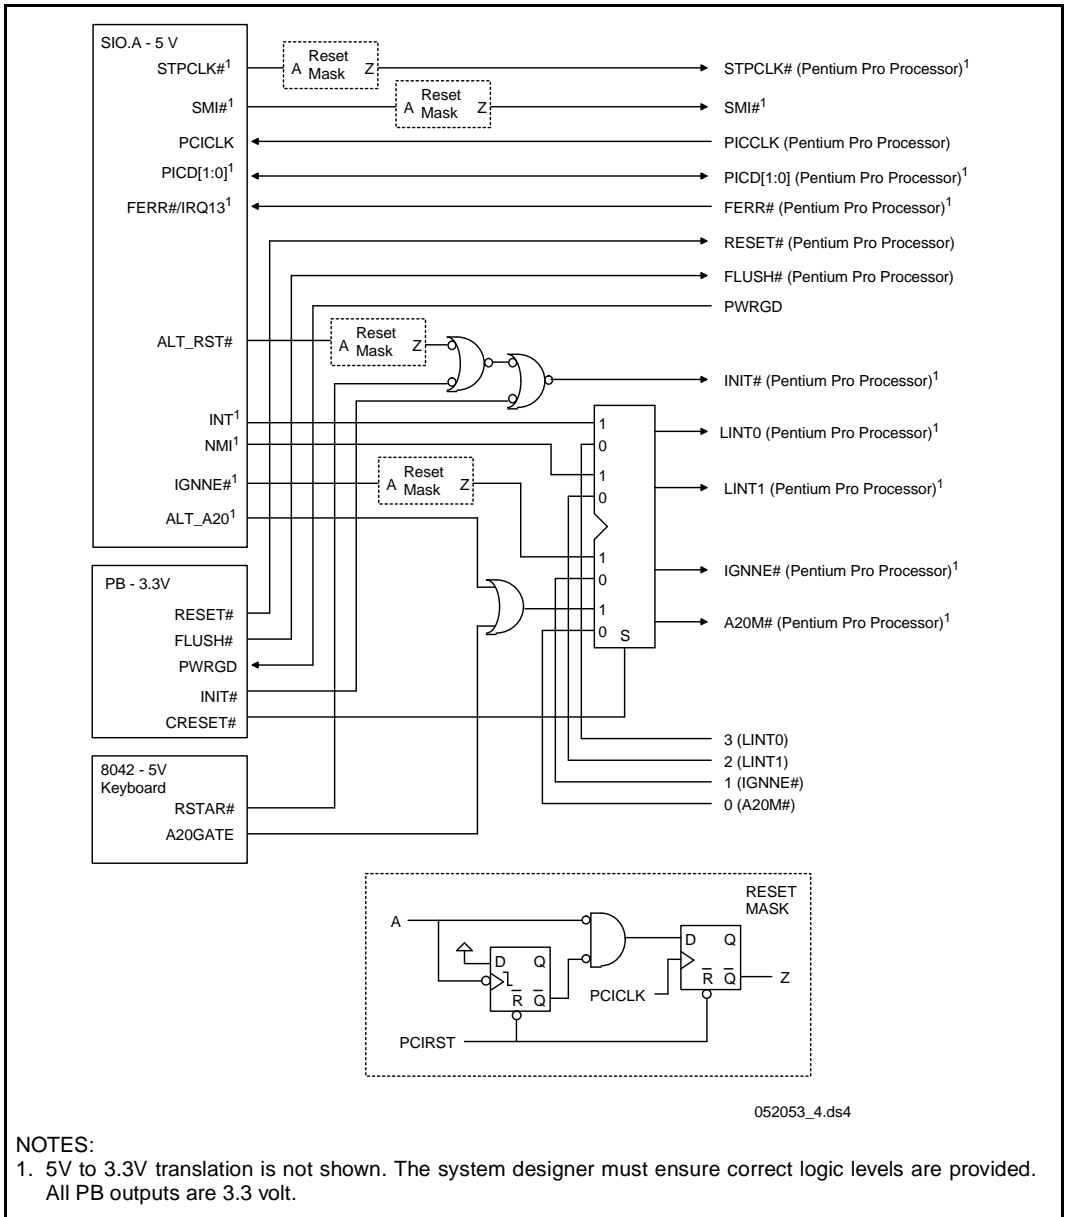 SIO.A - 5 V
STPCLK#1
A Reset Mask Z
STPCLK# (Pentium Pro Processor)1
SMI#1
A Reset Mask Z
SMI#1
PCICLK
PICCLK (Pentium Pro Processor)
PICD[1:0]1
PICD[1:0] (Pentium Pro Processor)1
FERR#/IRQ131
FERR# (Pentium Pro Processor)1
RESET# (Pentium Pro Processor)
FLUSH# (Pentium Pro Processor)
PWRGD
ALT_RST#
A Reset Mask Z
INIT# (Pentium Pro Processor)1
INT1
1
0
LINT0 (Pentium Pro Processor)1
NMI1
1
0
LINT1 (Pentium Pro Processor)1
IGNNE#1
A Reset Mask Z
ALT_A201
1
0
IGNNE# (Pentium Pro Processor)1
1
0 S
A20M# (Pentium Pro Processor)1
PB - 3.3V
RESET#
FLUSH#
PWRGD
INIT#
CRESET#
3 (LINT0)
2 (LINT1)
1 (IGNNE#)
0 (A20M#)
8042 - 5V
Keyboard
RSTAR#
A20GATE
RESET
MASK
A
D Q
R Q
D Q
R Q
PCICLK
Z
PCIRST
052053_4.ds4
NOTES:
1. 5V to 3.3V translation is not shown. The system designer must ensure correct logic levels are provided.
All PB outputs are 3.3 volt.